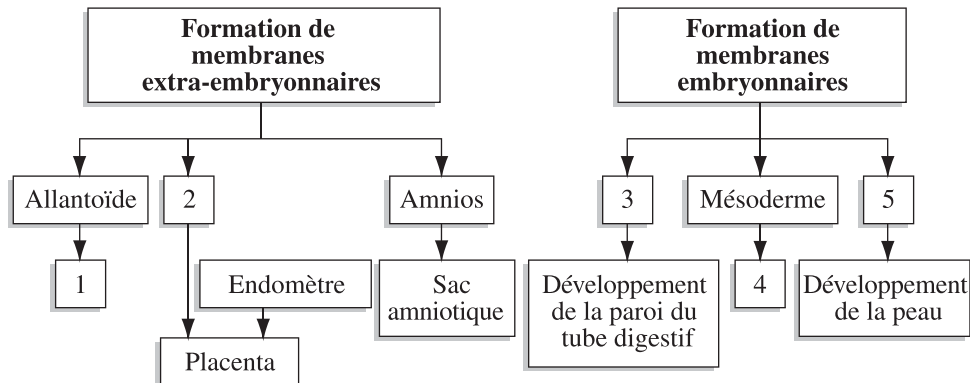 Formation de
membranes
extra-embryonnaires
Formation de
membranes
embryonnaires
Allantoïde
2
Amnios
3
Mésoderme
5
1
Endomètre
Sac
amniotique
Développement
de la paroi du
tube digestif
4
Développement
de la peau
Placenta